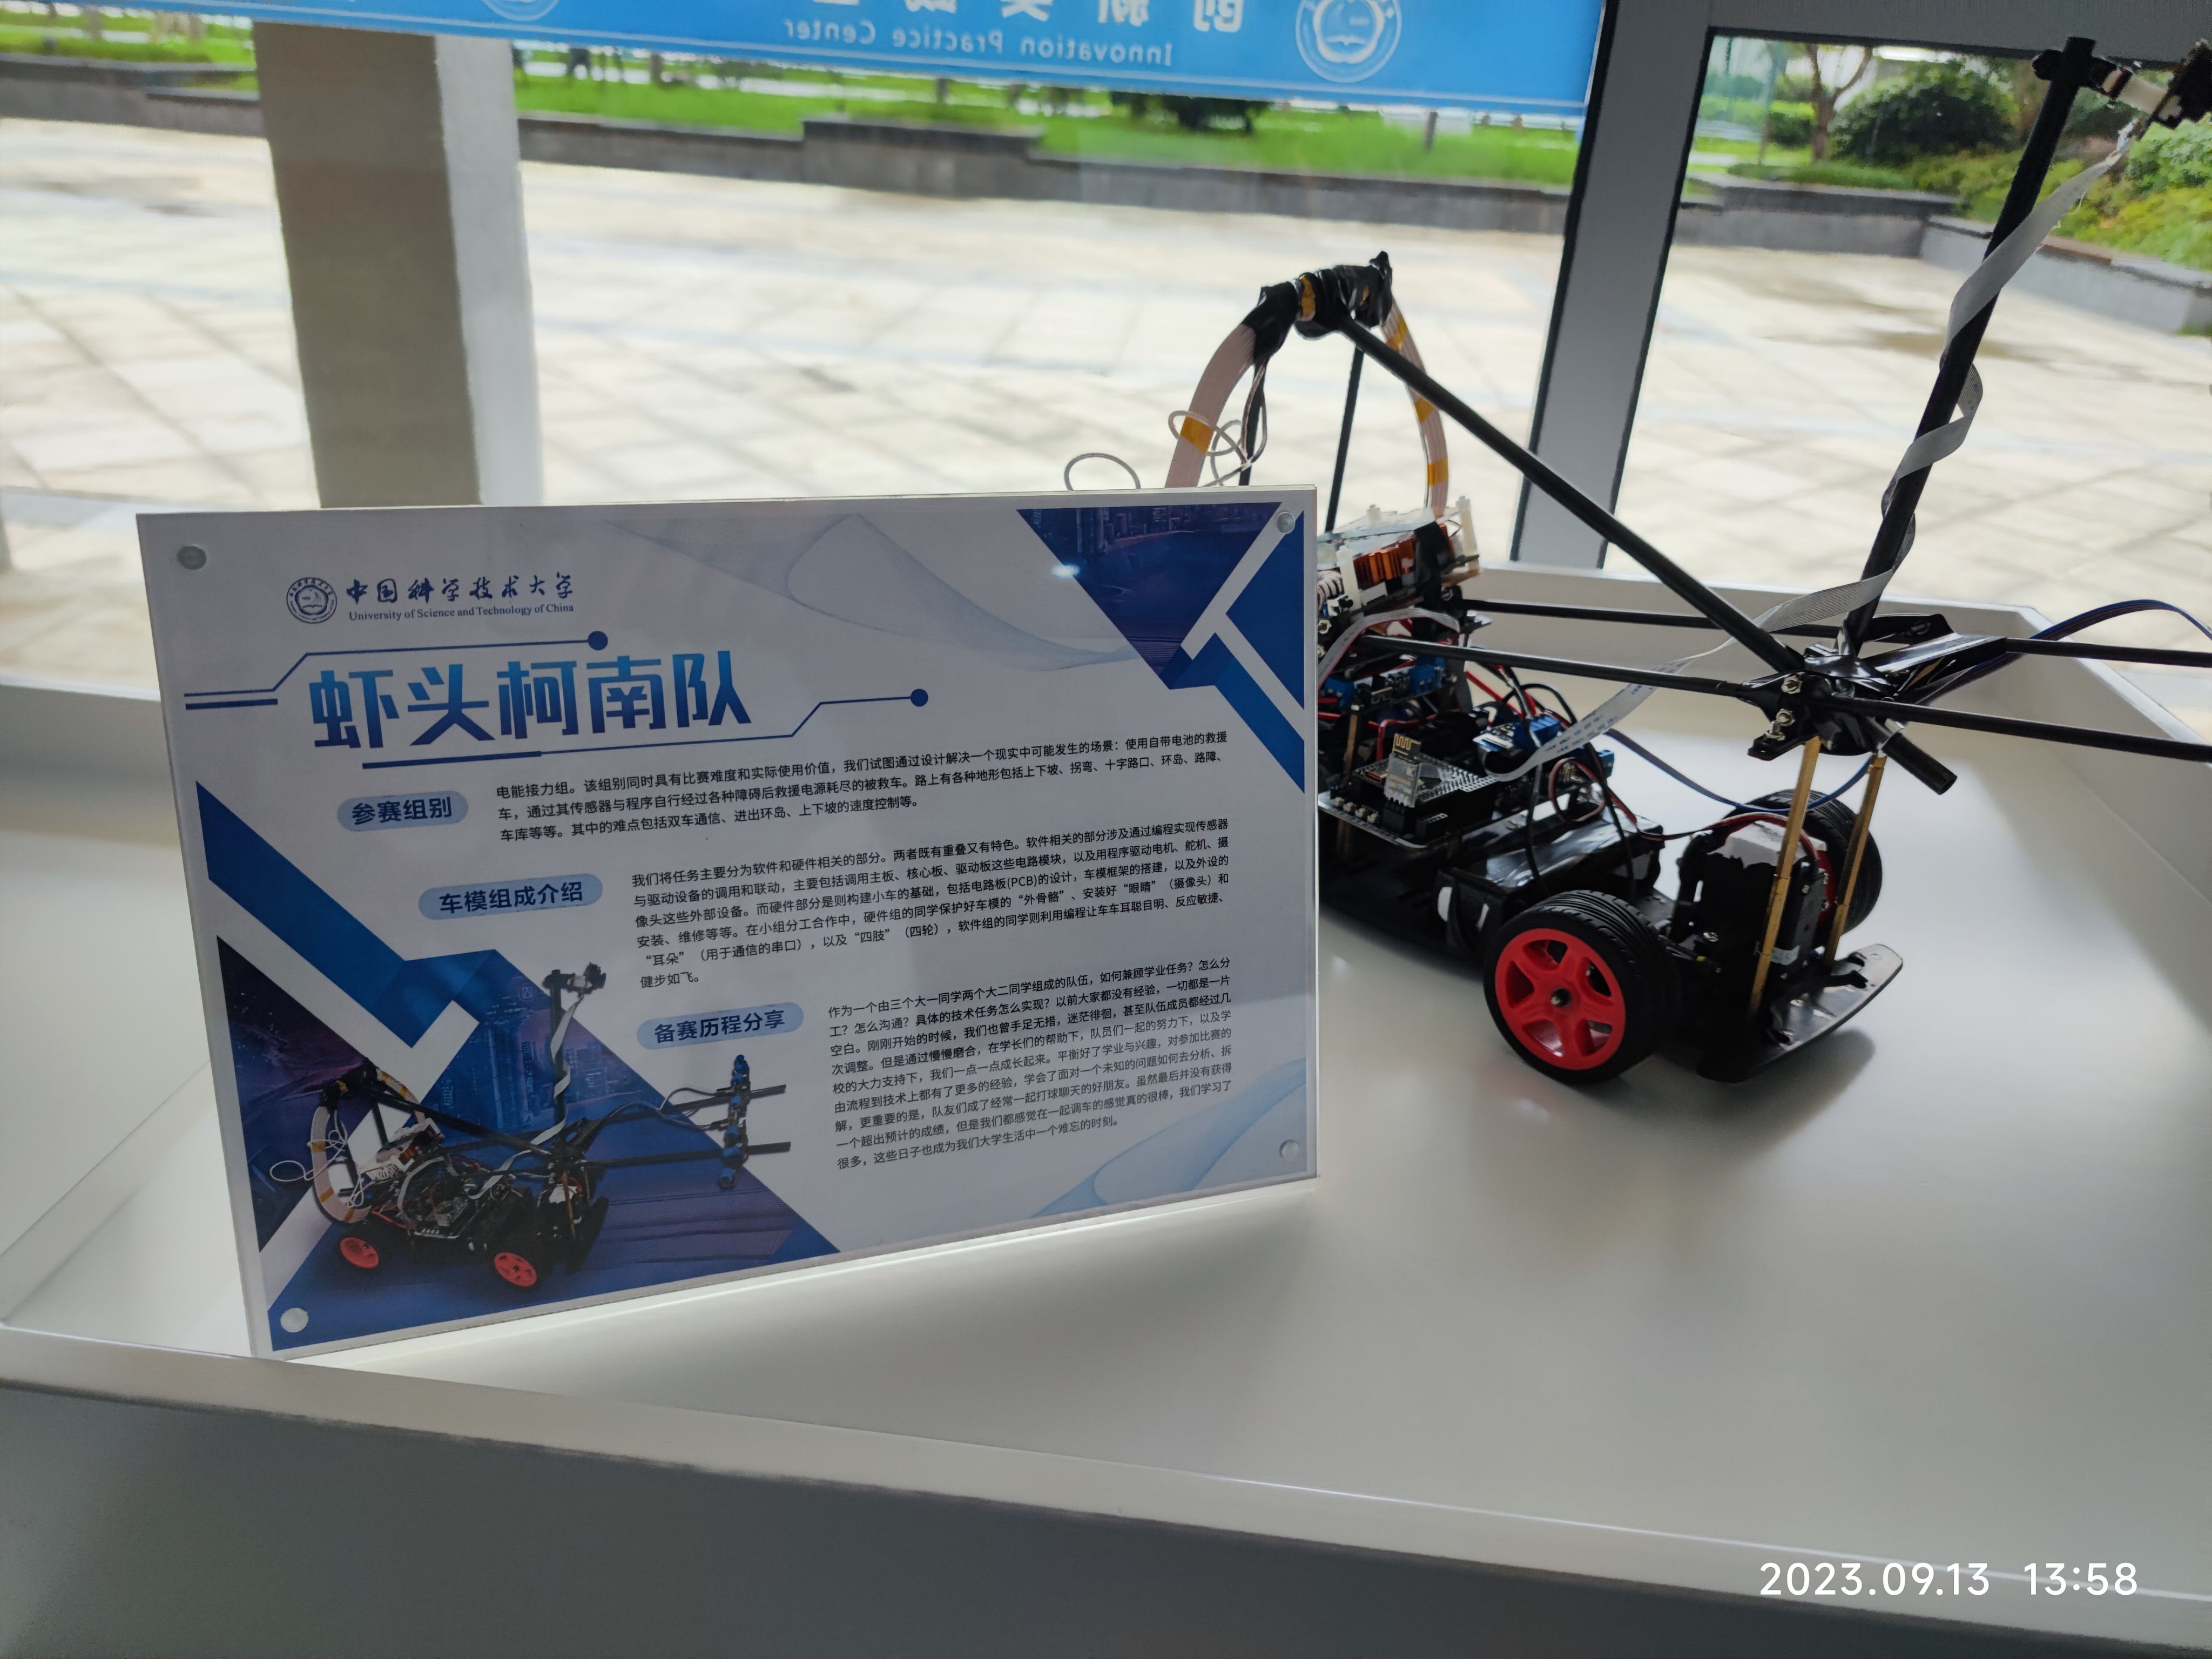 Innovation Practice Center
中国科学技术大学
University of Science and Technology of China
虾头柯南队
参赛组别
电能接力组。该组别同时具有比赛难度和实际使用价值，我们试图通过设计解决一个现实中可能发生的场景：使用自带电池的救援
车，通过其传感器与程序自行经过各种障碍后救援电源耗尽的被救车。路上有各种地形包括上下坡、拐弯、十字路口、环岛、路障、
车库等等。其中的难点包括双车通信、进出环岛、上下坡的速度控制等。
车模组成介绍
我们将任务主要分为软件和硬件相关的部分。两者既有重叠又有特色。软件相关的部分涉及通过编程实现传感器
与驱动设备的调用和联动，主要包括调用主板、核心板、驱动板这些电路模块，以及用程序驱动电机、舵机、摄
像头这些外部设备。而硬件部分是则构建小车的基础，包括电路板(PCB)的设计，车模框架的搭建，以及外设的
安装、维修等等。在小组分工合作中，硬件组的同学保护好车模的“外骨骼”、安装好“眼睛”（摄像头）和
“耳朵”（用于通信的串口），以及“四肢”（四轮），软件组的同学则利用编程让车车耳聪目明、反应敏捷、
健步如飞。
备赛历程分享
作为一个由三个大一同学两个大二同学组成的队伍，如何兼顾学业任务？怎么分
工？怎么沟通？具体的技术任务怎么实现？以前大家都没有经验，一切都是一片
空白。刚刚开始的时候，我们也曾手足无措，迷茫徘徊，甚至队伍成员都经过几
次调整。但是通过慢慢磨合，在学长们的帮助下，队员们一起的努力下，以及学
校的大力支持下，我们一点一点成长起来。平衡好了学业与兴趣，对参加比赛的
由流程到技术上都有了更多的经验，学会了面对一个未知的问题如何去分析、拆
解，更重要的是，队友们成了经常一起打球聊天的好朋友。虽然最后并没有获得
一个超出预计的成绩，但是我们都感觉在一起调车的感觉真的很棒，我们学习了
很多，这些日子也成为我们大学生活中一个难忘的时刻。
2023.09.13 13:58